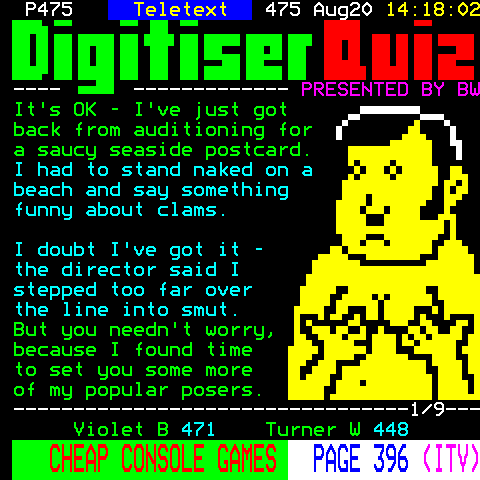 P475 Teletext 475 Aug20 14:18:02
Digitiser Quiz
PRESENTED BY BW
It's OK - I've just got
back from auditioning for
a saucy seaside postcard.
I had to stand naked on a
beach and say something
funny about clams.
I doubt I've got it -
the director said I
stepped too far over
the line into smut.
But you needn't worry,
because I found time
to set you some more
of my popular posers.
1/9
Violet B 471 Turner W 448
CHEAP CONSOLE GAMES PAGE 396 (ITV)